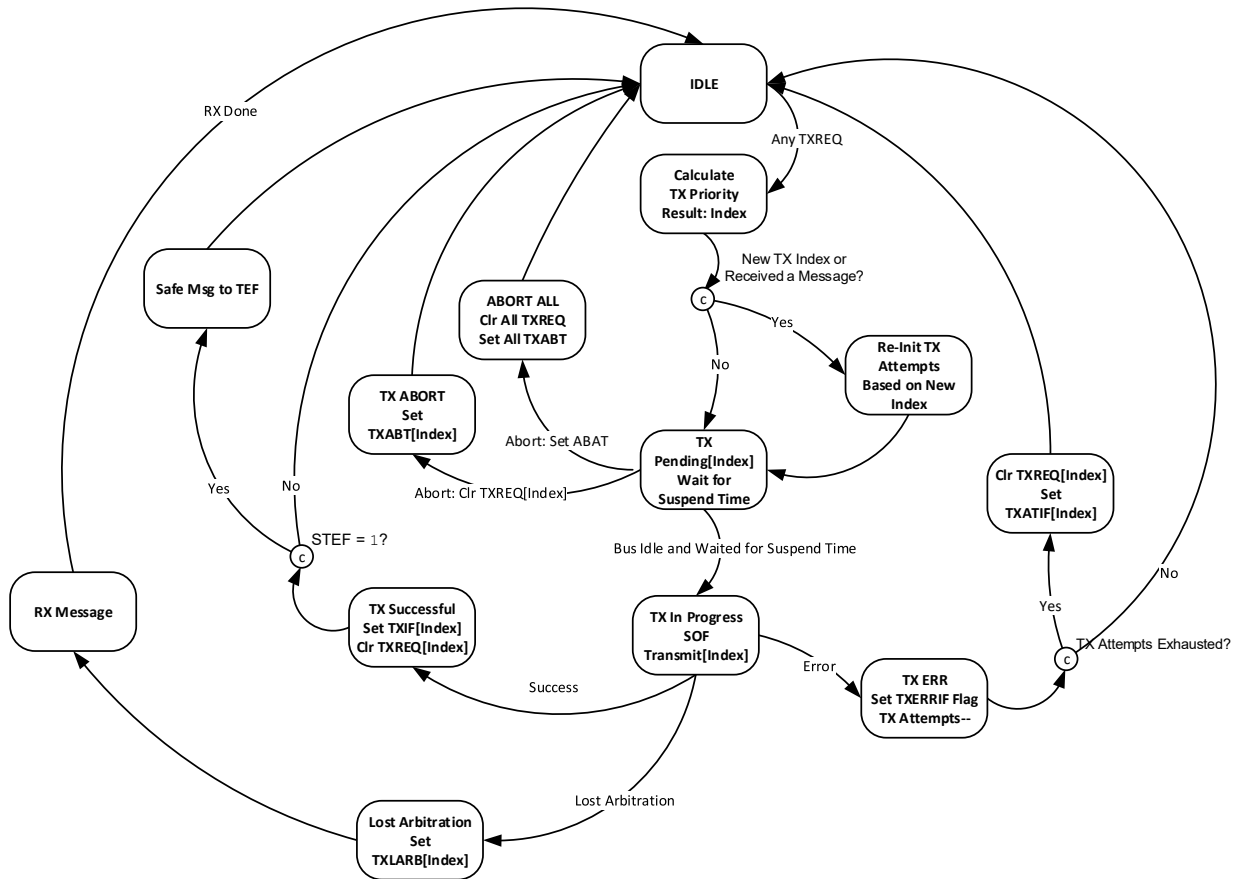 IDLE
RX Done
Any TXREQ
Calculate
TX Priority
Result: Index
New TX Index or
Received a Message?
Safe Msg to TEF
ABORT ALL
Clr All TXREQ
Set All TXABT
c
Yes
No
Re-Init TX
Attempts
Based on New
Index
TX ABORT
Set
TXABT[Index]
Abort: Set ABAT
TX
Pending[Index]
Wait for
Suspend Time
Abort: Clr TXREQ[Index]
Clr TXREQ[Index]
Set
TXATIF[Index]
Yes
No
STEF = 1?
c
Bus Idle and Waited for Suspend Time
No
RX Message
TX Successful
Set TXIF[Index]
Clr TXREQ[Index]
TX In Progress
SOF
Transmit[Index]
Yes
TX Attempts Exhausted?
c
Error
TX ERR
Set TXERRIF Flag
TX Attempts--
Success
Lost Arbitration
Lost Arbitration
Set
TXLARB[Index]